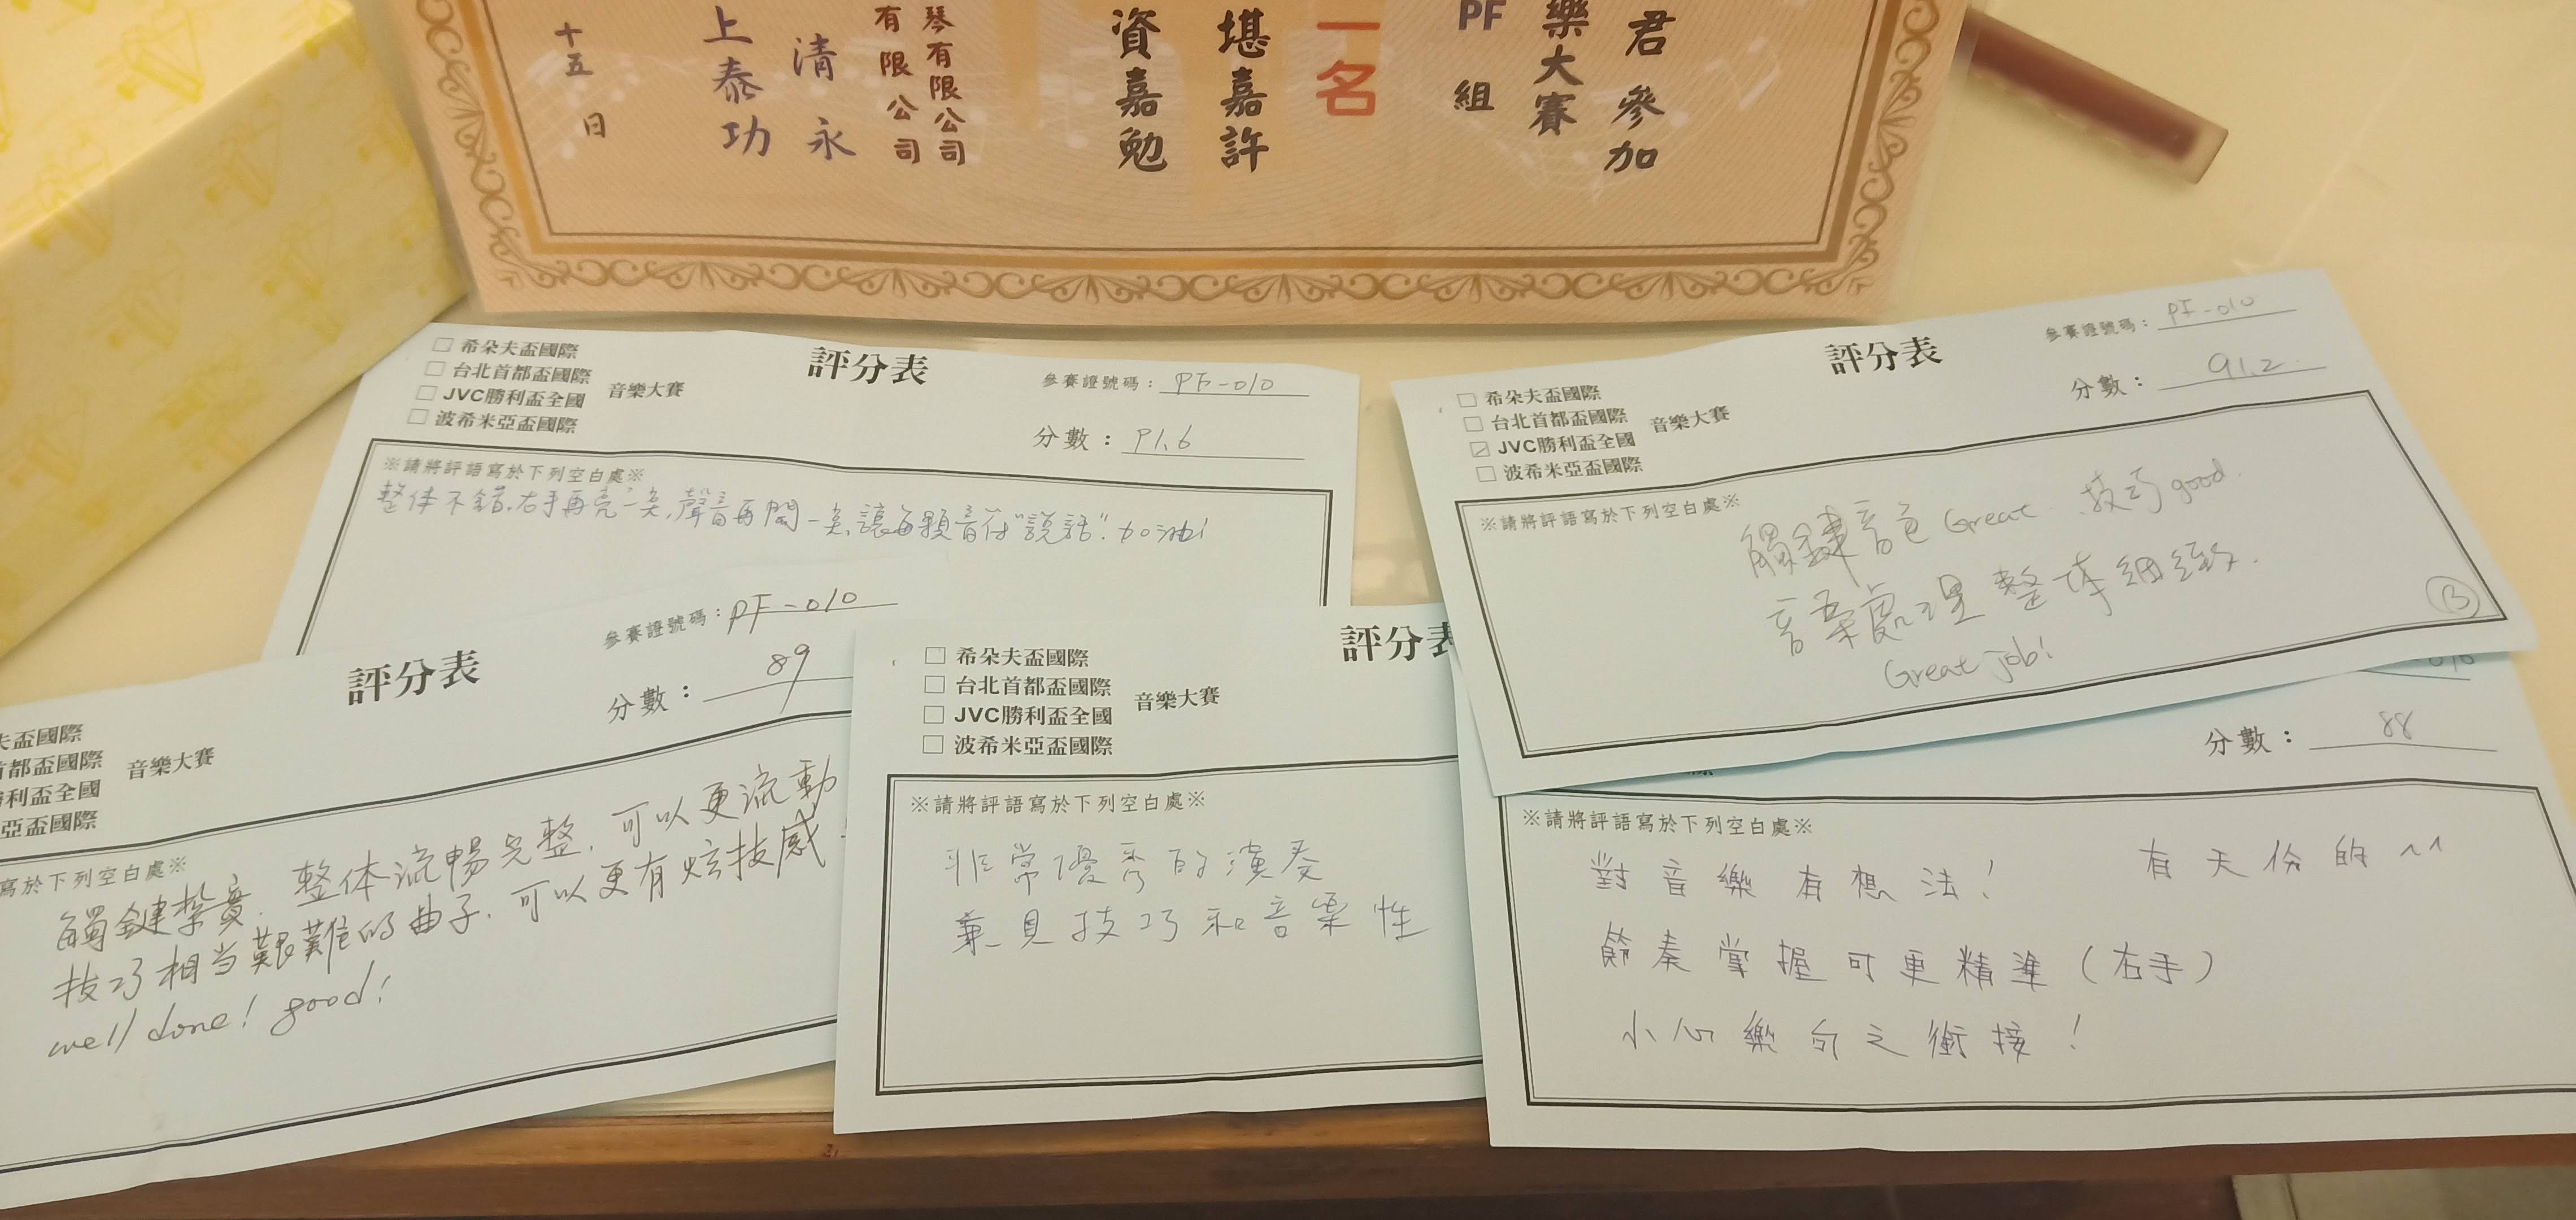 君參加
樂大賽
PF組
一名
堪嘉許
資嘉勉
琴有限公司
有限公司
清永
上泰功
十五日
□希朵夫盃國際
□台北首都盃國際
□JVC勝利盃全國
□波希米亞盃國際
音樂大賽
評分表
參賽證號碼：PF-010
分數：91.6
※請將評語寫於下列空白處※
整体不錯，右手再亮一点，聲音再開一点，讓每顆音符"說話"．加油！
□希朵夫盃國際
□台北首都盃國際
☑JVC勝利盃全國
□波希米亞盃國際
音樂大賽
評分表
參賽證號碼：PF-010
分數：91.2
※請將評語寫於下列空白處※
觸鍵音色Great．技巧good．
音樂處理整体細緻．
Great job!
夫盃國際
首都盃國際
勝利盃全國
亞盃國際
音樂大賽
評分表
參賽證號碼：PF-010
分數：89
寫於下列空白處※
觸鍵紮實．整体流暢完整．可以更流動
技巧相当艱難的曲子．可以更有炫技感．
well done! good!
□希朵夫盃國際
□台北首都盃國際
□JVC勝利盃全國
□波希米亞盃國際
音樂大賽
評分表
※請將評語寫於下列空白處※
非常優秀的演奏
兼具技巧和音樂性
分數：88
※請將評語寫於下列空白處※
對音樂有想法！ 有天份的^^
節奏掌握可更精準（右手）
小心樂句之銜接！